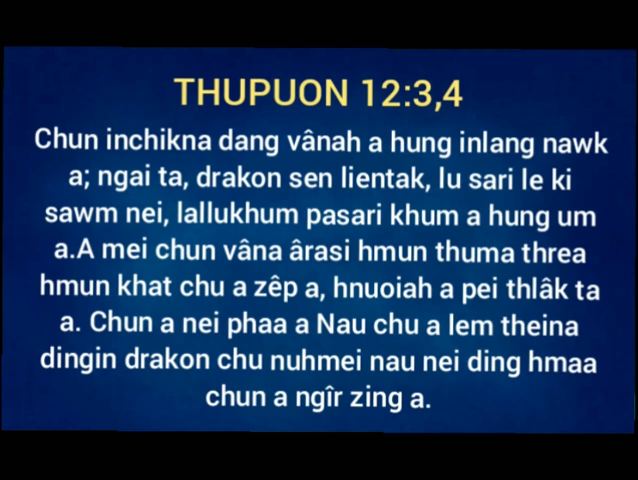 THUPUON 12:3,4
Chun inchikna dang vânah a hung inlang nawk
a; ngai ta, drakon sen lientak, lu sari le ki
sawm nei, lallukhum pasari khum a hung um
a.A mei chun vâna ârasi hmun thuma threa
hmun khat chu a zêp a, hnuoiah a pei thlâk ta
a. Chun a nei phaa a Nau chu a lem theina
dingin drakon chu nuhmei nau nei ding hmaa
chun a ngîr zing a.